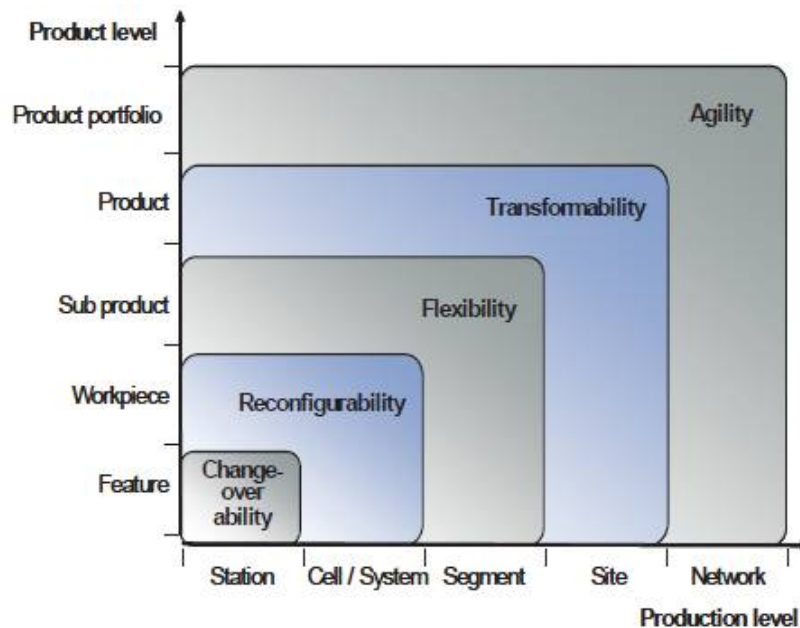 Product level
Product portfolio
Agility
Product
Transformability
Sub product
Flexibility
Workpiece
Reconfigurability
Feature
Change-
over
ability
Station
Cell / System
Segment
Site
Network
Production level